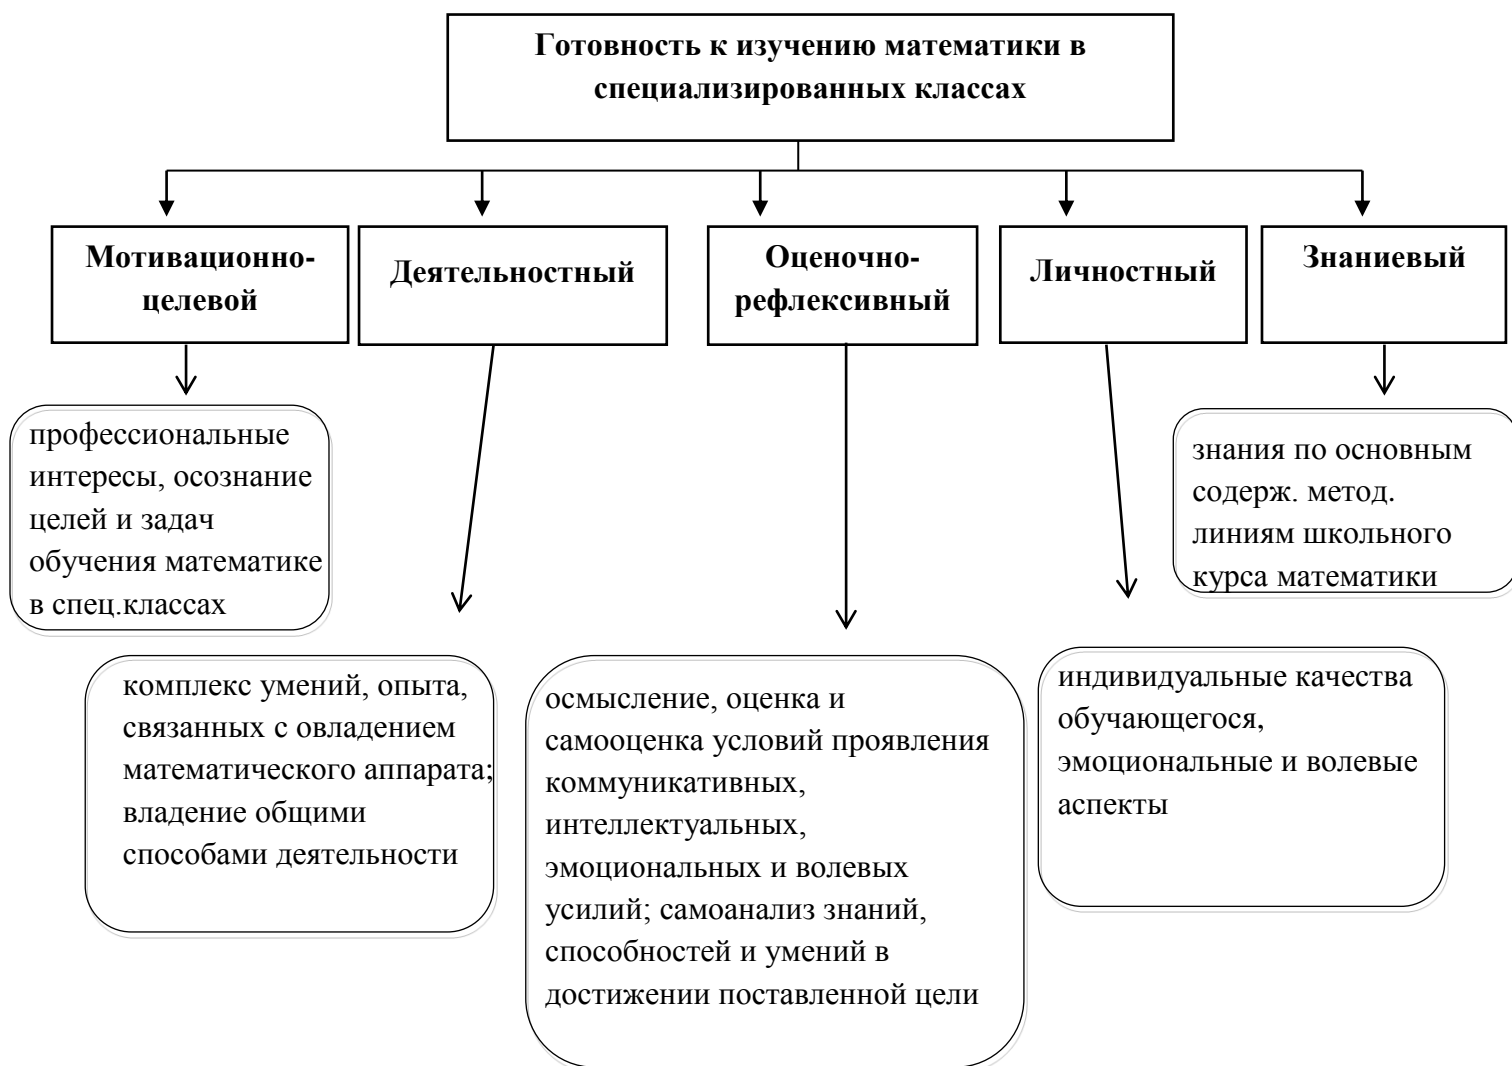 Готовность к изучению математики в
специализированных классах
Мотивационно-
целевой
Деятельностный
Оценочно-
рефлексивный
Личностный
Знаниевый
профессиональные
интересы, осознание
целей и задач
обучения математике
в спец.классах
знания по основным
содерж. метод.
линиям школьного
курса математики
комплекс умений, опыта,
связанных с овладением
математического аппарата;
владение общими
способами деятельности
осмысление, оценка и
самооценка условий проявления
коммуникативных,
интеллектуальных,
эмоциональных и волевых
усилий; самоанализ знаний,
способностей и умений в
достижении поставленной цели
индивидуальные качества
обучающегося,
эмоциональные и волевые
аспекты